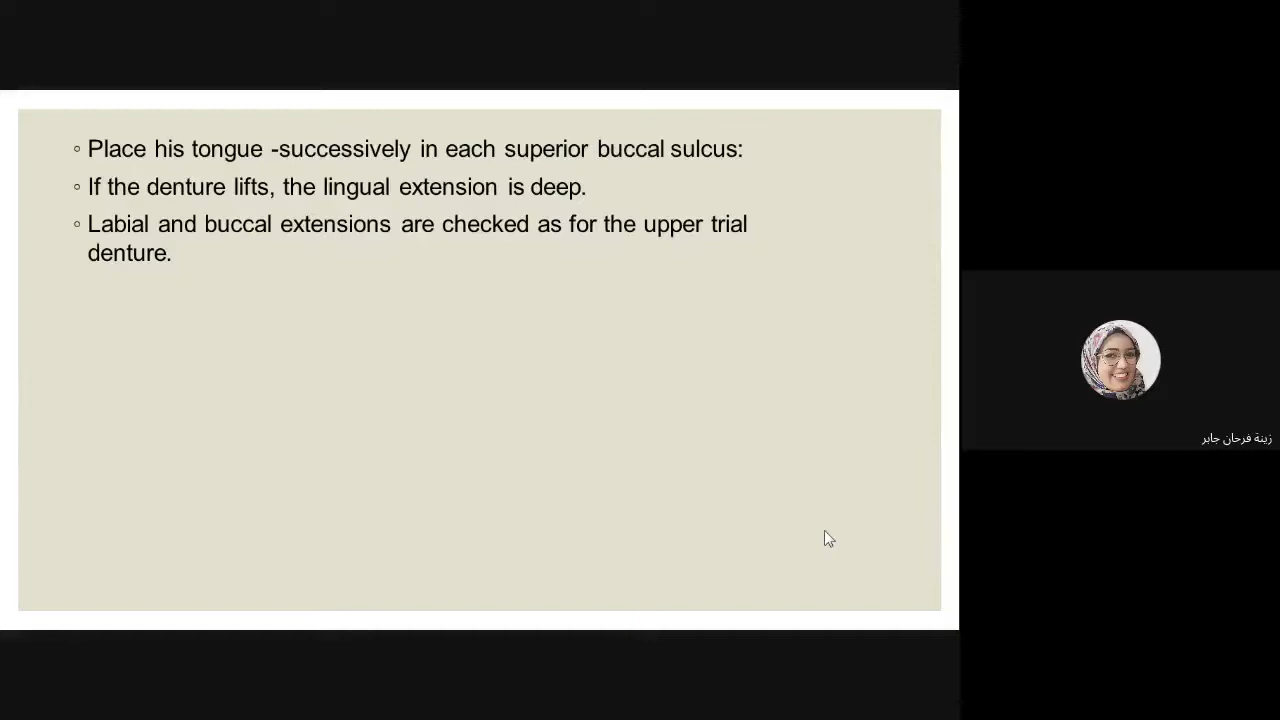 ◦ Place his tongue -successively in each superior buccal sulcus:
◦ If the denture lifts, the lingual extension is deep.
◦ Labial and buccal extensions are checked as for the upper trial
denture.
زينة فرحان جابر